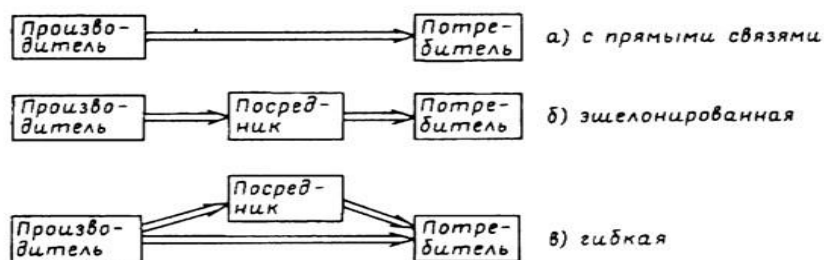 Произво-
дитель
Потре-
битель
а) с прямыми связями
Произво-
дитель
Посред-
ник
Потре-
битель
б) эшелонированная
Посред-
ник
Произво-
дитель
Потре-
битель
в) гибкая